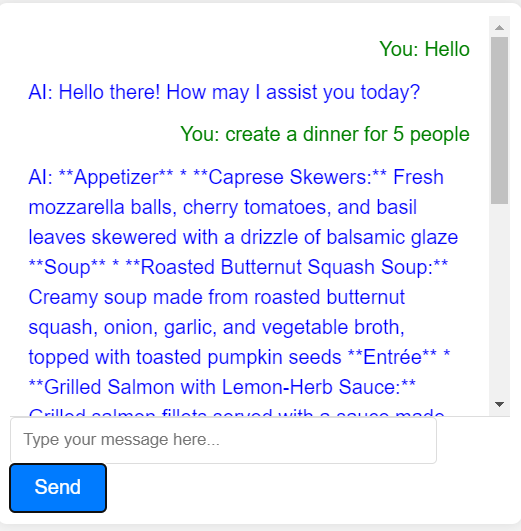 You: Hello
AI: Hello there! How may I assist you today?
You: create a dinner for 5 people
AI: **Appetizer** * **Caprese Skewers:** Fresh
mozzarella balls, cherry tomatoes, and basil
leaves skewered with a drizzle of balsamic glaze
**Soup** * **Roasted Butternut Squash Soup:**
Creamy soup made from roasted butternut
squash, onion, garlic, and vegetable broth,
topped with toasted pumpkin seeds **Entrée** *
**Grilled Salmon with Lemon-Herb Sauce:**
Grilled salmon fillets served with a sauce made
Type your message here...
Send